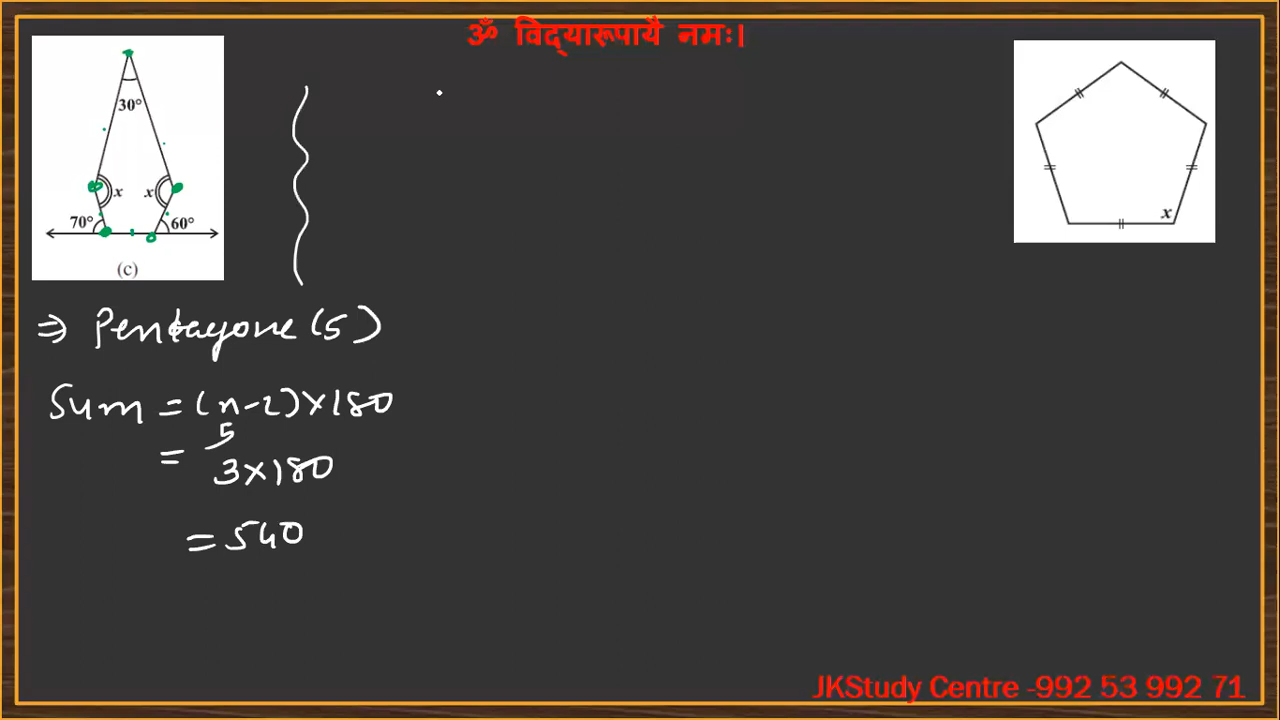 ॐ विद्यारूपायै नमः।
30°
x x
70° 60°
(c)
x
⇒ Pentagone (5)
Sum = (n-2)×180
5
= 3×180
= 540
JKStudy Centre -992 53 992 71